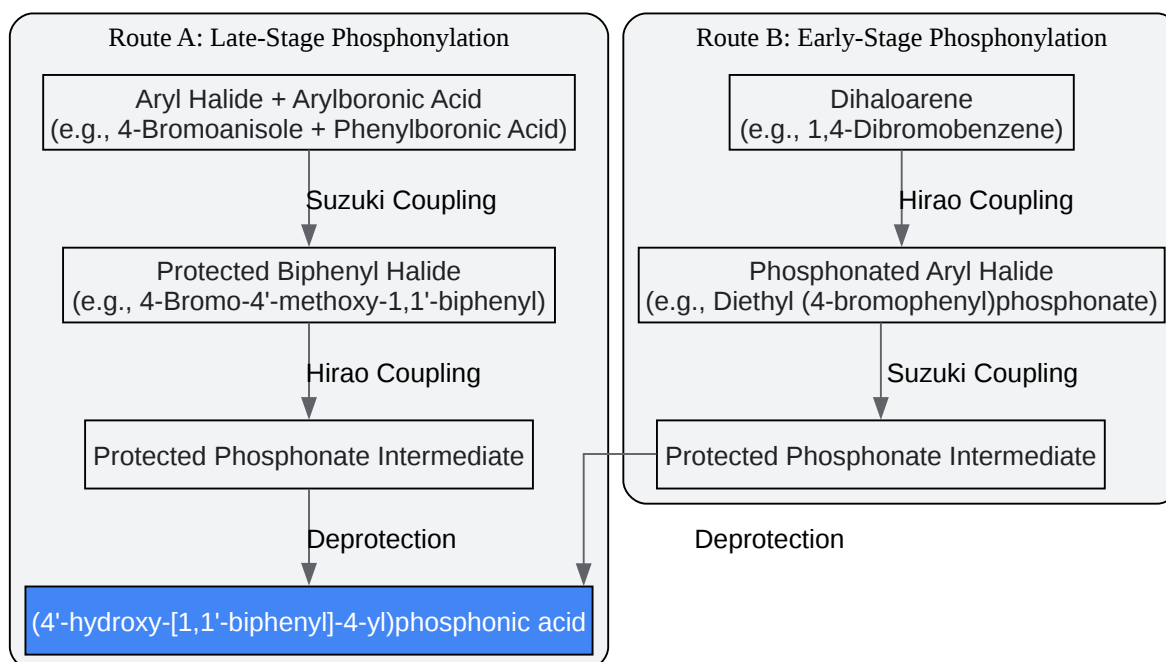 Route A: Late-Stage Phosphonylation
Aryl Halide + Arylboronic Acid
(e.g., 4-Bromoanisole + Phenylboronic Acid)
Suzuki Coupling
Protected Biphenyl Halide
(e.g., 4-Bromo-4'-methoxy-1,1'-biphenyl)
Hirao Coupling
Protected Phosphonate Intermediate
Deprotection
(4'-hydroxy-[1,1'-biphenyl]-4-yl)phosphonic acid
Route B: Early-Stage Phosphonylation
Dihaloarene
(e.g., 1,4-Dibromobenzene)
Hirao Coupling
Phosphonated Aryl Halide
(e.g., Diethyl (4-bromophenyl)phosphonate)
Suzuki Coupling
Protected Phosphonate Intermediate
Deprotection